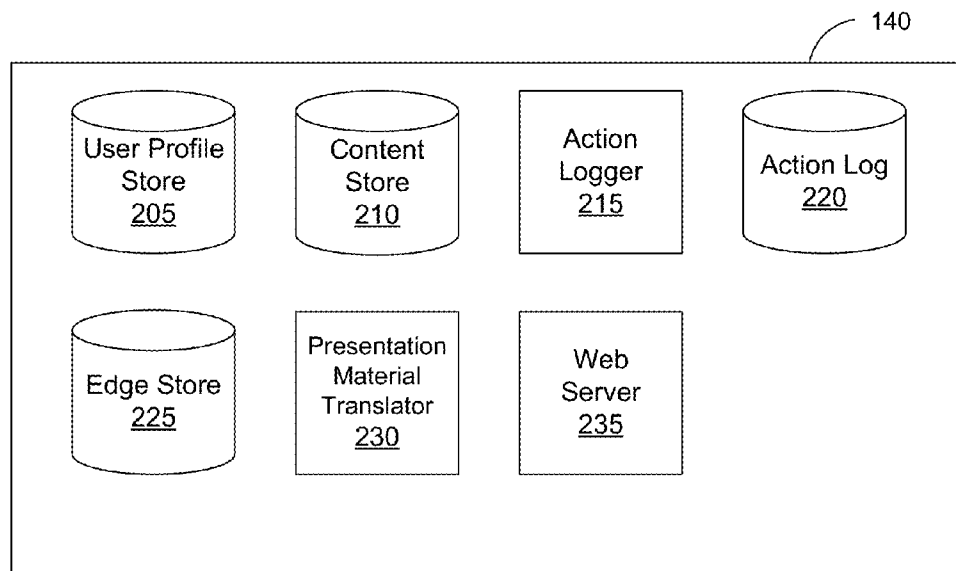 140
User Profile
Store
205
Content
Store
210
Action
Logger
215
Action Log
220
Edge Store
225
Presentation
Material
Translator
230
Web
Server
235